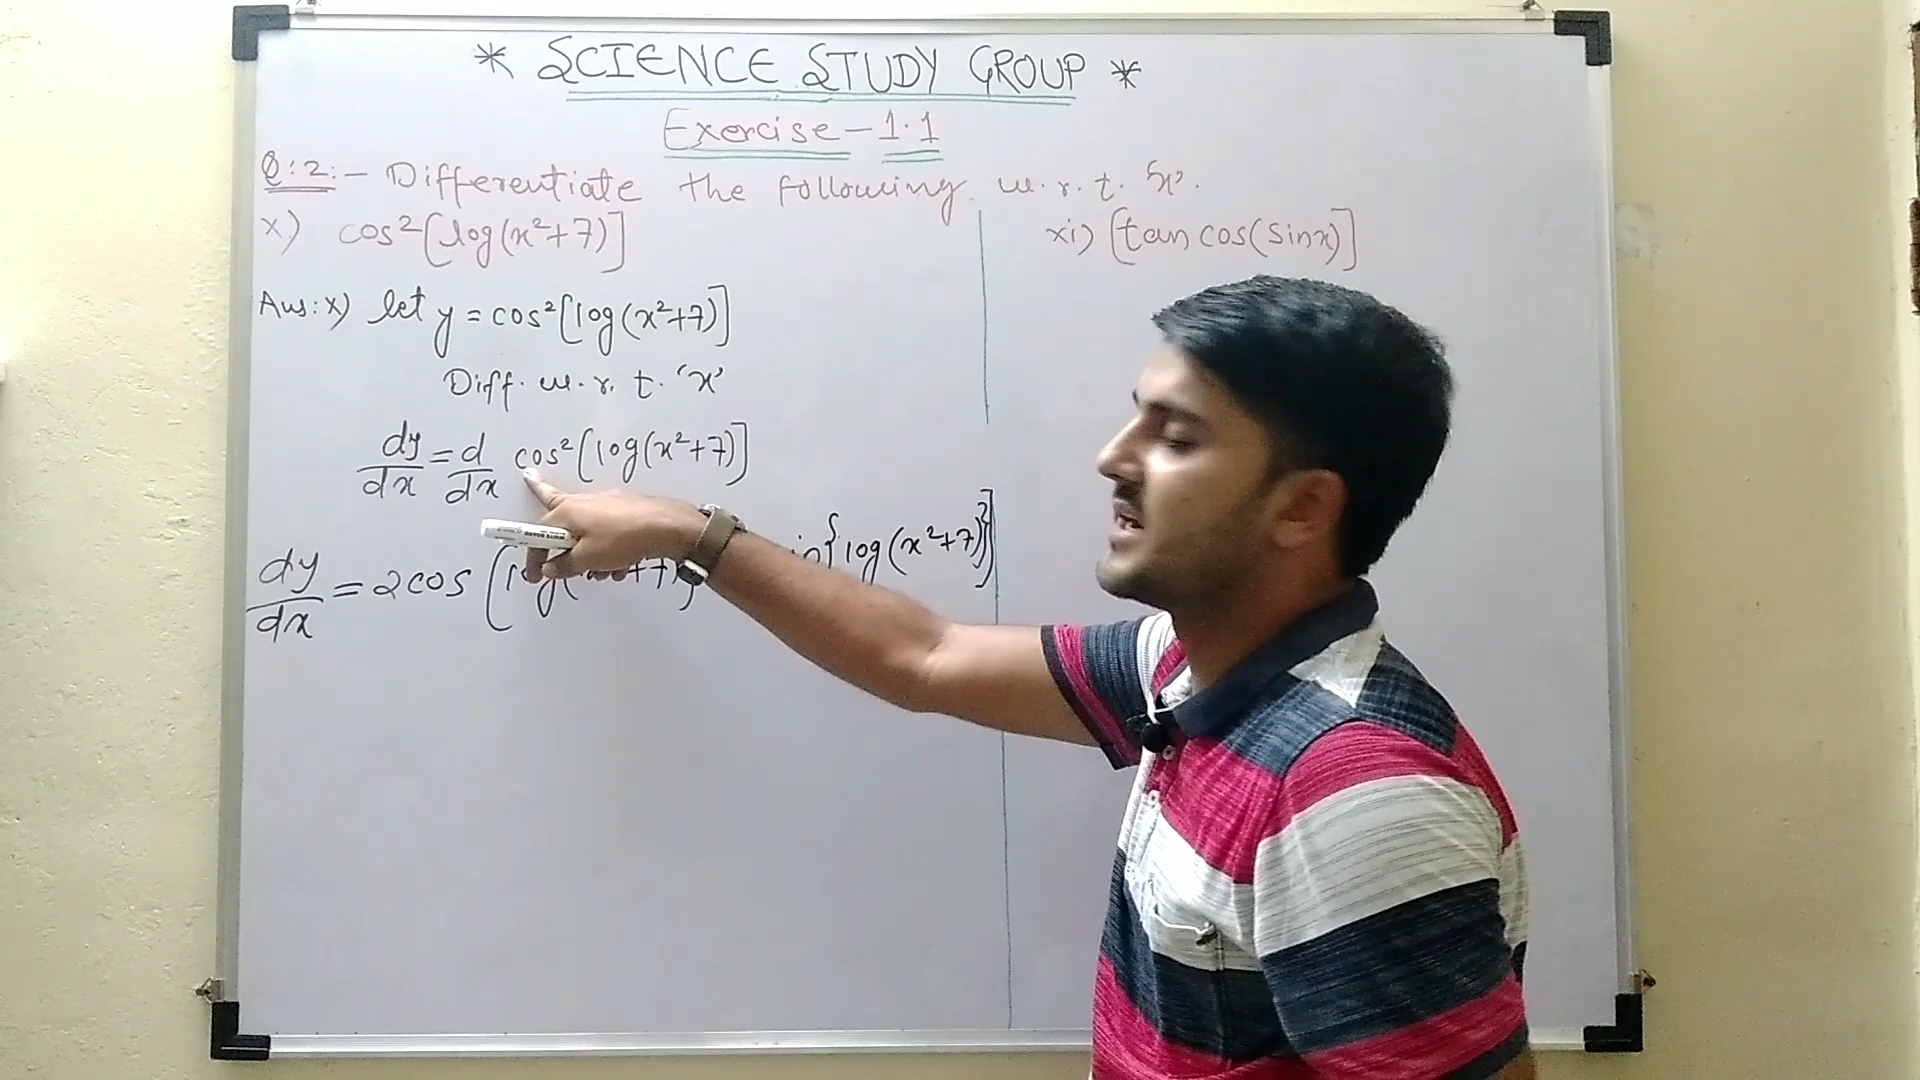 * SCIENCE STUDY GROUP *
Exercise - 1.1
Q:2:- Differentiate the following w.r.t. 'x'.
x) cos²[log(x²+7)]
xi) [tan cos(sinx)]
Ans: x) let y = cos²[log(x²+7)]
Diff. w.r. t. 'x'
dy/dx = d/dx cos²[log(x²+7)]
dy/dx = 2cos [log( +7) in{log(x²+7)}]